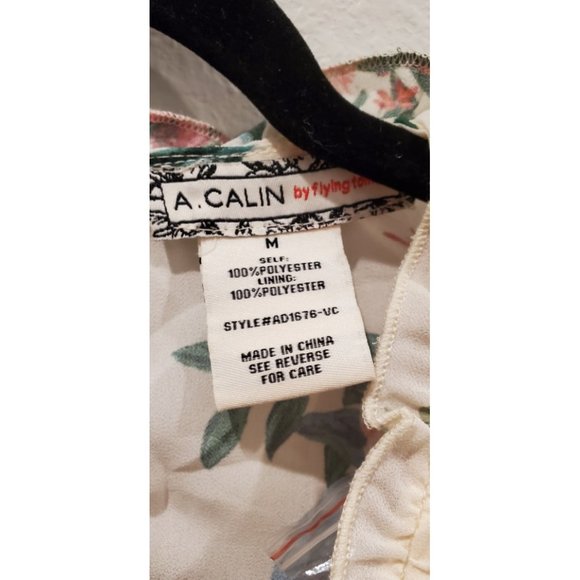 A.CALIN by flying
M
SELF:
100%POLYESTER
LINING:
100%POLYESTER
STYLE#AD1676-VC
MADE IN CHINA
SEE REVERSE
FOR CARE